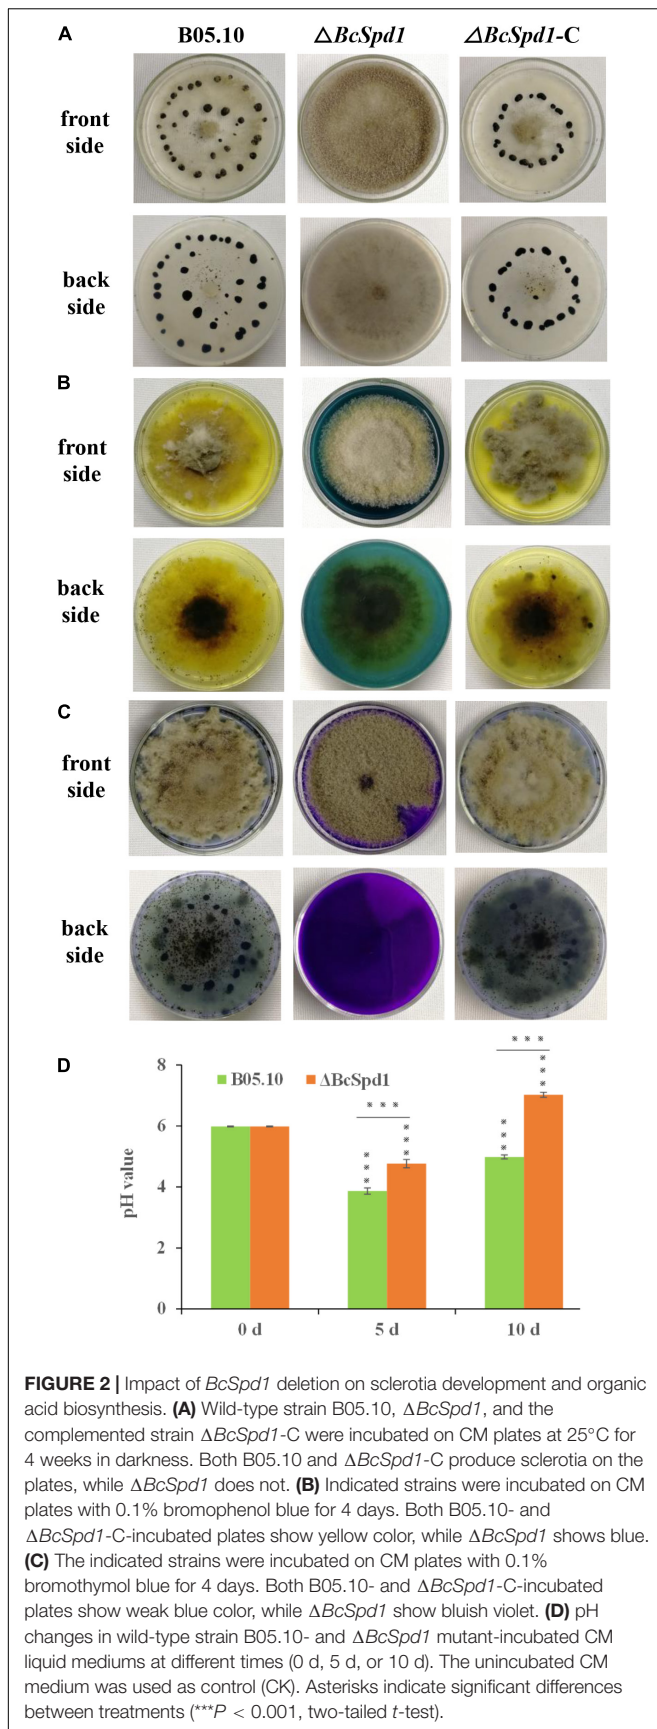 A
B05.10
△BcSpd1
△BcSpd1-C
front
side
back
side
B
front
side
back
side
C
front
side
back
side
D
pH value
8
6
4
2
0
B05.10
ΔBcSpd1
***
***
***
***
***
***
0 d
5 d
10 d
FIGURE 2 | Impact of BcSpd1 deletion on sclerotia development and organic
acid biosynthesis. (A) Wild-type strain B05.10, ΔBcSpd1, and the
complemented strain ΔBcSpd1-C were incubated on CM plates at 25°C for
4 weeks in darkness. Both B05.10 and ΔBcSpd1-C produce sclerotia on the
plates, while ΔBcSpd1 does not. (B) Indicated strains were incubated on CM
plates with 0.1% bromophenol blue for 4 days. Both B05.10- and
ΔBcSpd1-C-incubated plates show yellow color, while ΔBcSpd1 shows blue.
(C) The indicated strains were incubated on CM plates with 0.1%
bromothymol blue for 4 days. Both B05.10- and ΔBcSpd1-C-incubated
plates show weak blue color, while ΔBcSpd1 show bluish violet. (D) pH
changes in wild-type strain B05.10- and ΔBcSpd1 mutant-incubated CM
liquid mediums at different times (0 d, 5 d, or 10 d). The unincubated CM
medium was used as control (CK). Asterisks indicate significant differences
between treatments (***P < 0.001, two-tailed t-test).